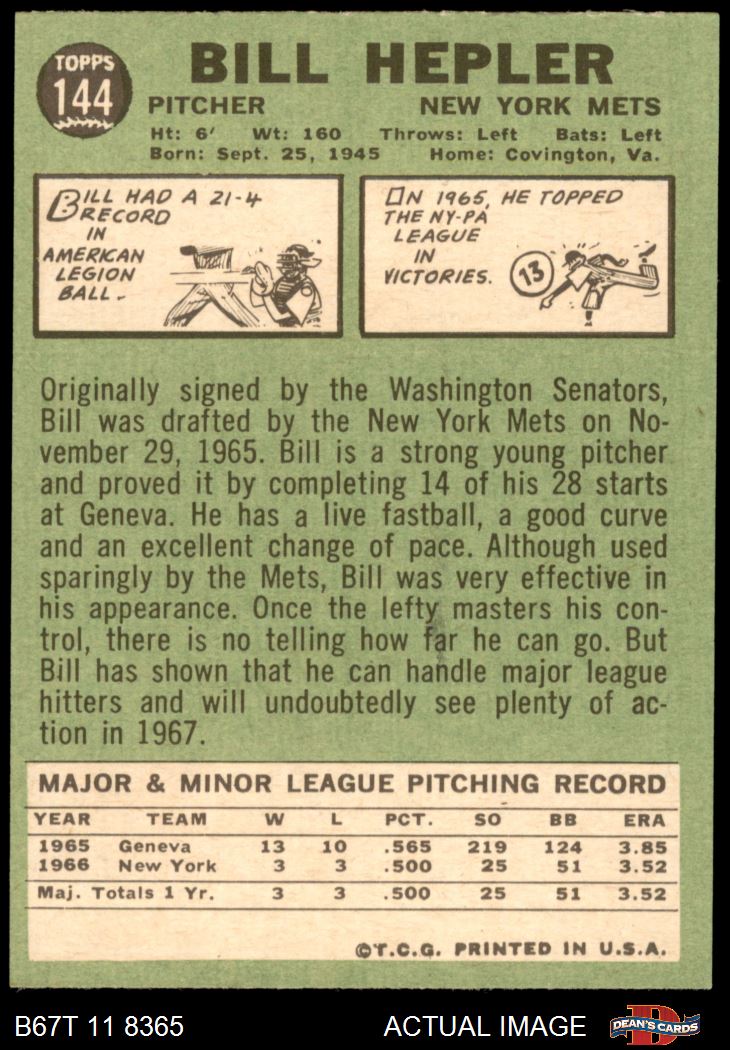 TOPPS
144
BILL HEPLER
PITCHER NEW YORK METS
Ht: 6' Wt: 160 Throws: Left Bats: Left
Born: Sept. 25, 1945 Home: Covington, Va.
BILL HAD A 21-4
RECORD
IN
AMERICAN
LEGION
BALL.
IN 1965, HE TOPPED
THE NY-PA
LEAGUE
IN
VICTORIES.
13
Originally signed by the Washington Senators,
Bill was drafted by the New York Mets on No-
vember 29, 1965. Bill is a strong young pitcher
and proved it by completing 14 of his 28 starts
at Geneva. He has a live fastball, a good curve
and an excellent change of pace. Although used
sparingly by the Mets, Bill was very effective in
his appearance. Once the lefty masters his con-
trol, there is no telling how far he can go. But
Bill has shown that he can handle major league
hitters and will undoubtedly see plenty of ac-
tion in 1967.
MAJOR & MINOR LEAGUE PITCHING RECORD
YEAR TEAM W L PCT. SO BB ERA
1965 Geneva 13 10 .565 219 124 3.85
1966 New York 3 3 .500 25 51 3.52
Maj. Totals 1 Yr. 3 3 .500 25 51 3.52
©T.C.G. PRINTED IN U.S.A.
B67T 11 8365 ACTUAL IMAGE
D
DEAN'S CARDS